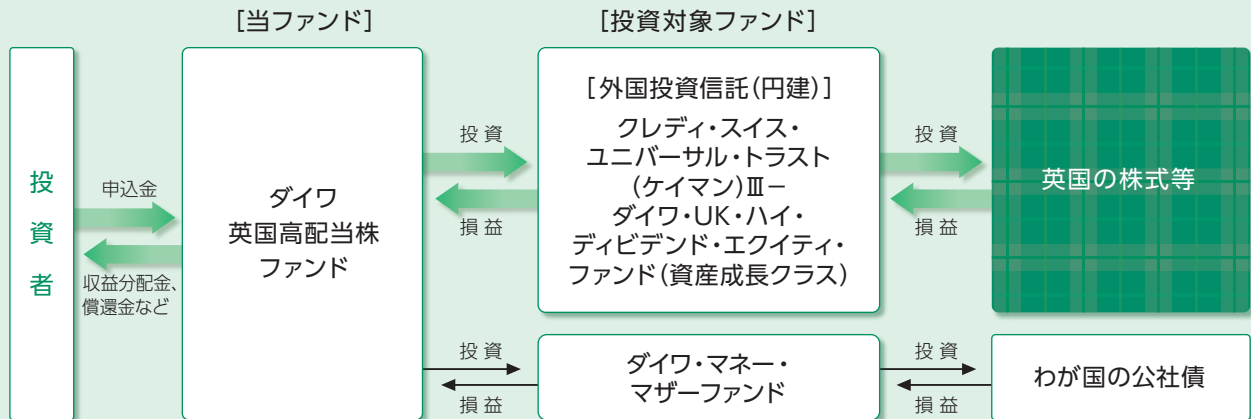 [当ファンド]
[投資対象ファンド]
投資者
申込金
収益分配金、
償還金など
ダイワ
英国高配当株
ファンド
投資
損益
[外国投資信託(円建)]
クレディ・スイス・
ユニバーサル・トラスト
(ケイマン)Ⅲ－
ダイワ・UK・ハイ・
ディビデンド・エクイティ・
ファンド(資産成長クラス)
投資
損益
英国の株式等
投資
損益
ダイワ・マネー・
マザーファンド
投資
損益
わが国の公社債